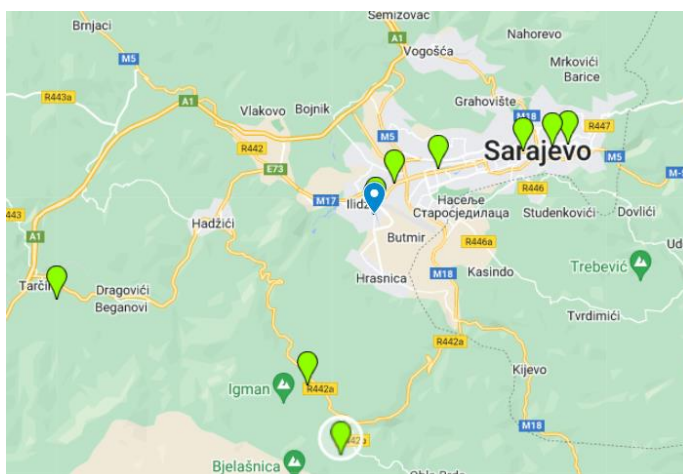 Semizovac
Brnjaci
A1
Nahorevo
Vogošća
M5
Mrkovići
Barice
R443a
A1
Grahovište
M18
Vlakovo
Bojnik
R447
M5
R442
Sarajevo
M5
E73
R446
M17
Насеље
Старосједилаца
Studenkovići
Dovlići
443
Hadžići
Butmir
R446a
A1
Hrasnica
M18
Kasindo
Trebević
Dragovići
Beganovi
Tvrdimići
R442a
Kijevo
R442a
Igman
M18
Bjelašnica